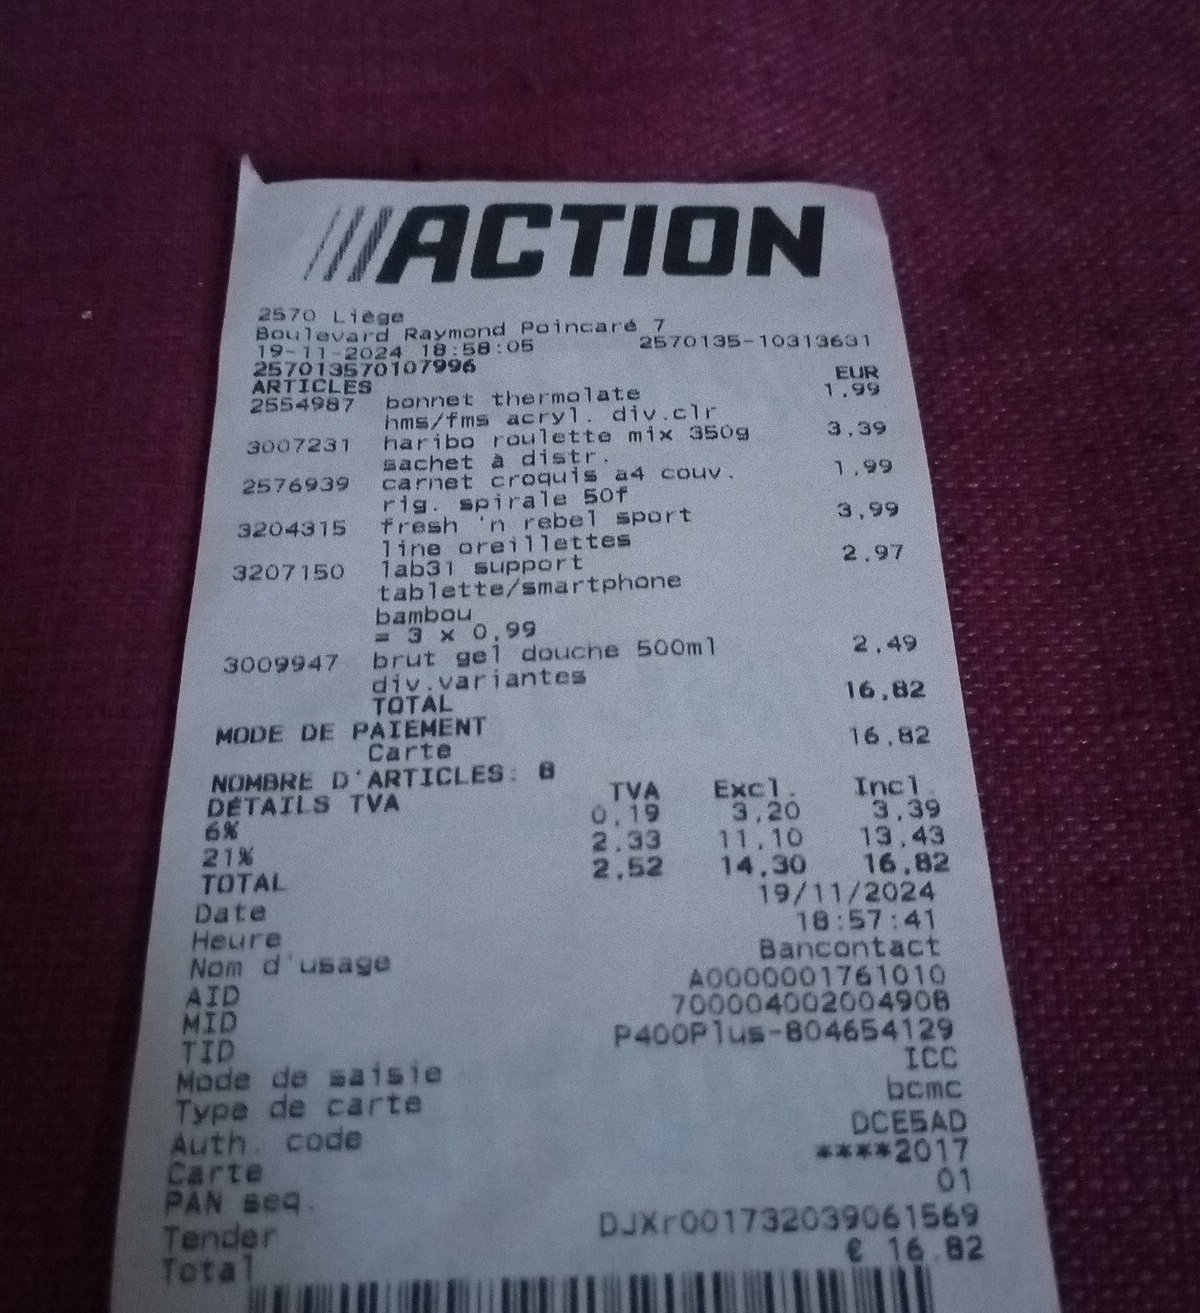 ACTION
2570 Liège
Boulevard Raymond Poincaré 7
19-11-2024 18:58:05 2570135-10313631
257013570107996
ARTICLES EUR
2554987 bonnet thermolate 1,99
hms/fms acryl. div.clr
3007231 haribo roulette mix 350g 3,39
sachet à distr.
2576939 carnet croquis a4 couv. 1,99
rig. spirale 50f
3204315 fresh 'n rebel sport 3,99
line oreillettes
3207150 lab31 support 2,97
tablette/smartphone
bambou
= 3 x 0,99
3009947 brut gel douche 500ml 2,49
div.variantes
TOTAL 16,82
MODE DE PAIEMENT
Carte 16,82
NOMBRE D'ARTICLES: 8
DÉTAILS TVA TVA Excl. Incl.
6% 0,19 3,20 3,39
21% 2,33 11,10 13,43
TOTAL 2,52 14,30 16,82
Date 19/11/2024
Heure 18:57:41
Nom d'usage Bancontact
AID A0000001761010
MID 700004002004908
TID P400Plus-804654129
Mode de saisie ICC
Type de carte bcmc
Auth. code DCE5AD
Carte ****2017
PAN seq. 01
Tender DJXr001732039061569
Total € 16.82